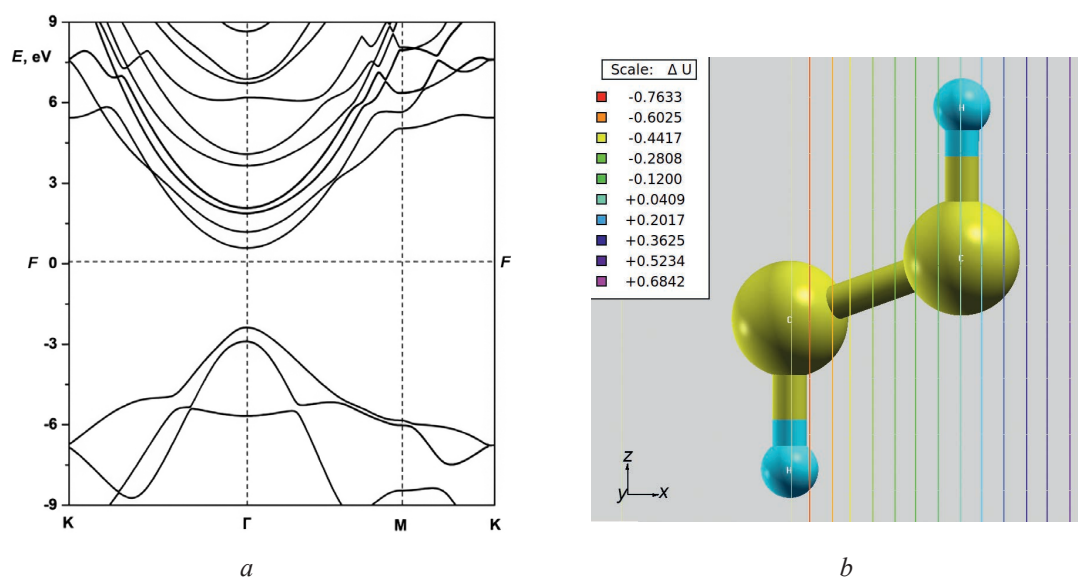 9
E, eV
6
3
F 0 F
-3
-6
-9
K Γ M K
a
Scale: Δ U
-0.7633
-0.6025
-0.4417
-0.2808
-0.1200
+0.0409
+0.2017
+0.3625
+0.5234
+0.6842
H
C
C
H
z
y x
b